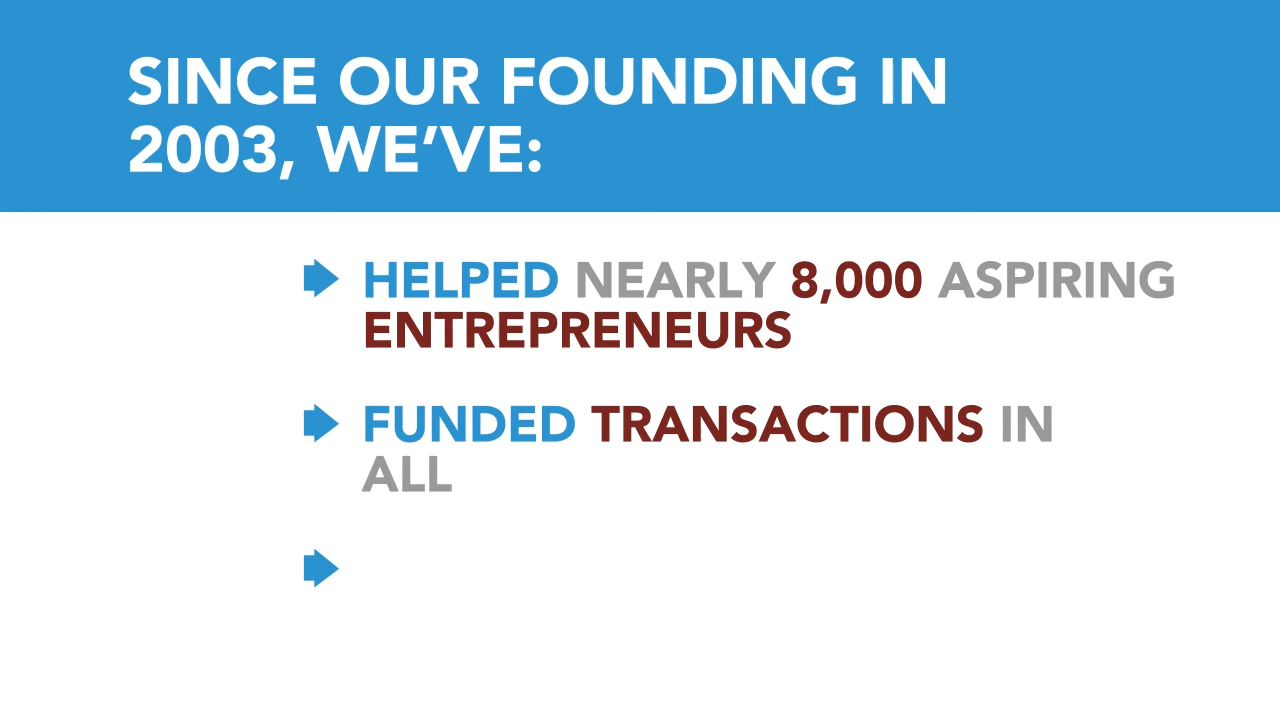 SINCE OUR FOUNDING IN
2003, WE’VE:
HELPED NEARLY 8,000 ASPIRING
ENTREPRENEURS
FUNDED TRANSACTIONS IN
ALL